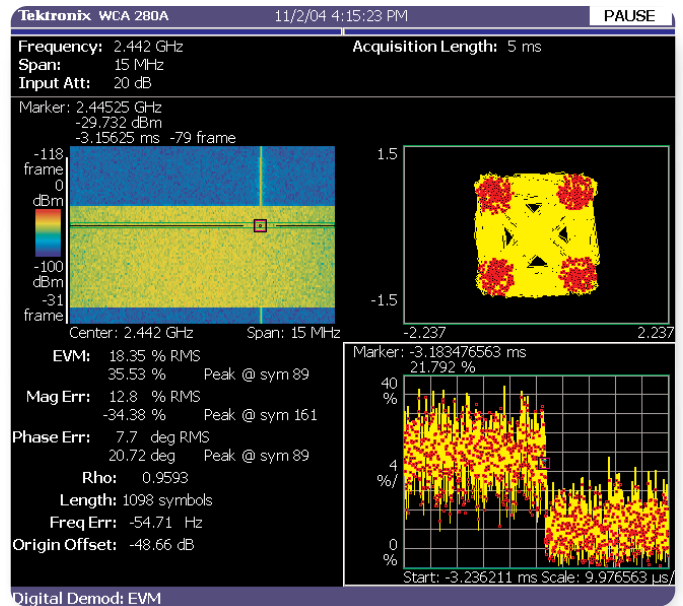 Tektronix WCA 280A 11/2/04 4:15:23 PM PAUSE
Frequency: 2.442 GHz
Span: 15 MHz
Input Att: 20 dB
Acquisition Length: 5 ms
Marker: 2.44525 GHz
-29.732 dBm
-3.15625 ms -79 frame
-118
frame
0
dBm
-100
dBm
-31
frame
Center: 2.442 GHz Span: 15 MHz
1.5
-1.5
-2.237 2.237
EVM: 18.35 % RMS
35.53 % Peak @ sym 89
Mag Err: 12.8 % RMS
-34.38 % Peak @ sym 161
Phase Err: 7.7 deg RMS
20.72 deg Peak @ sym 89
Rho: 0.9593
Length: 1098 symbols
Freq Err: -54.71 Hz
Origin Offset: -48.66 dB
Marker: -3.183476563 ms
21.792 %
40
%
4
%/
0
%
Start: -3.236211 ms Scale: 9.976563 µs/
Digital Demod: EVM